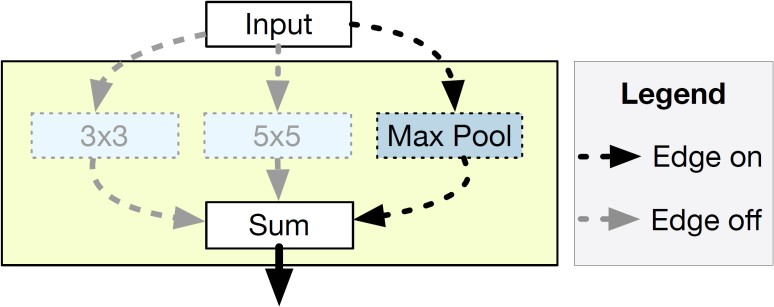 Input
3x3
5x5
Max Pool
Sum
Legend
Edge on
Edge off